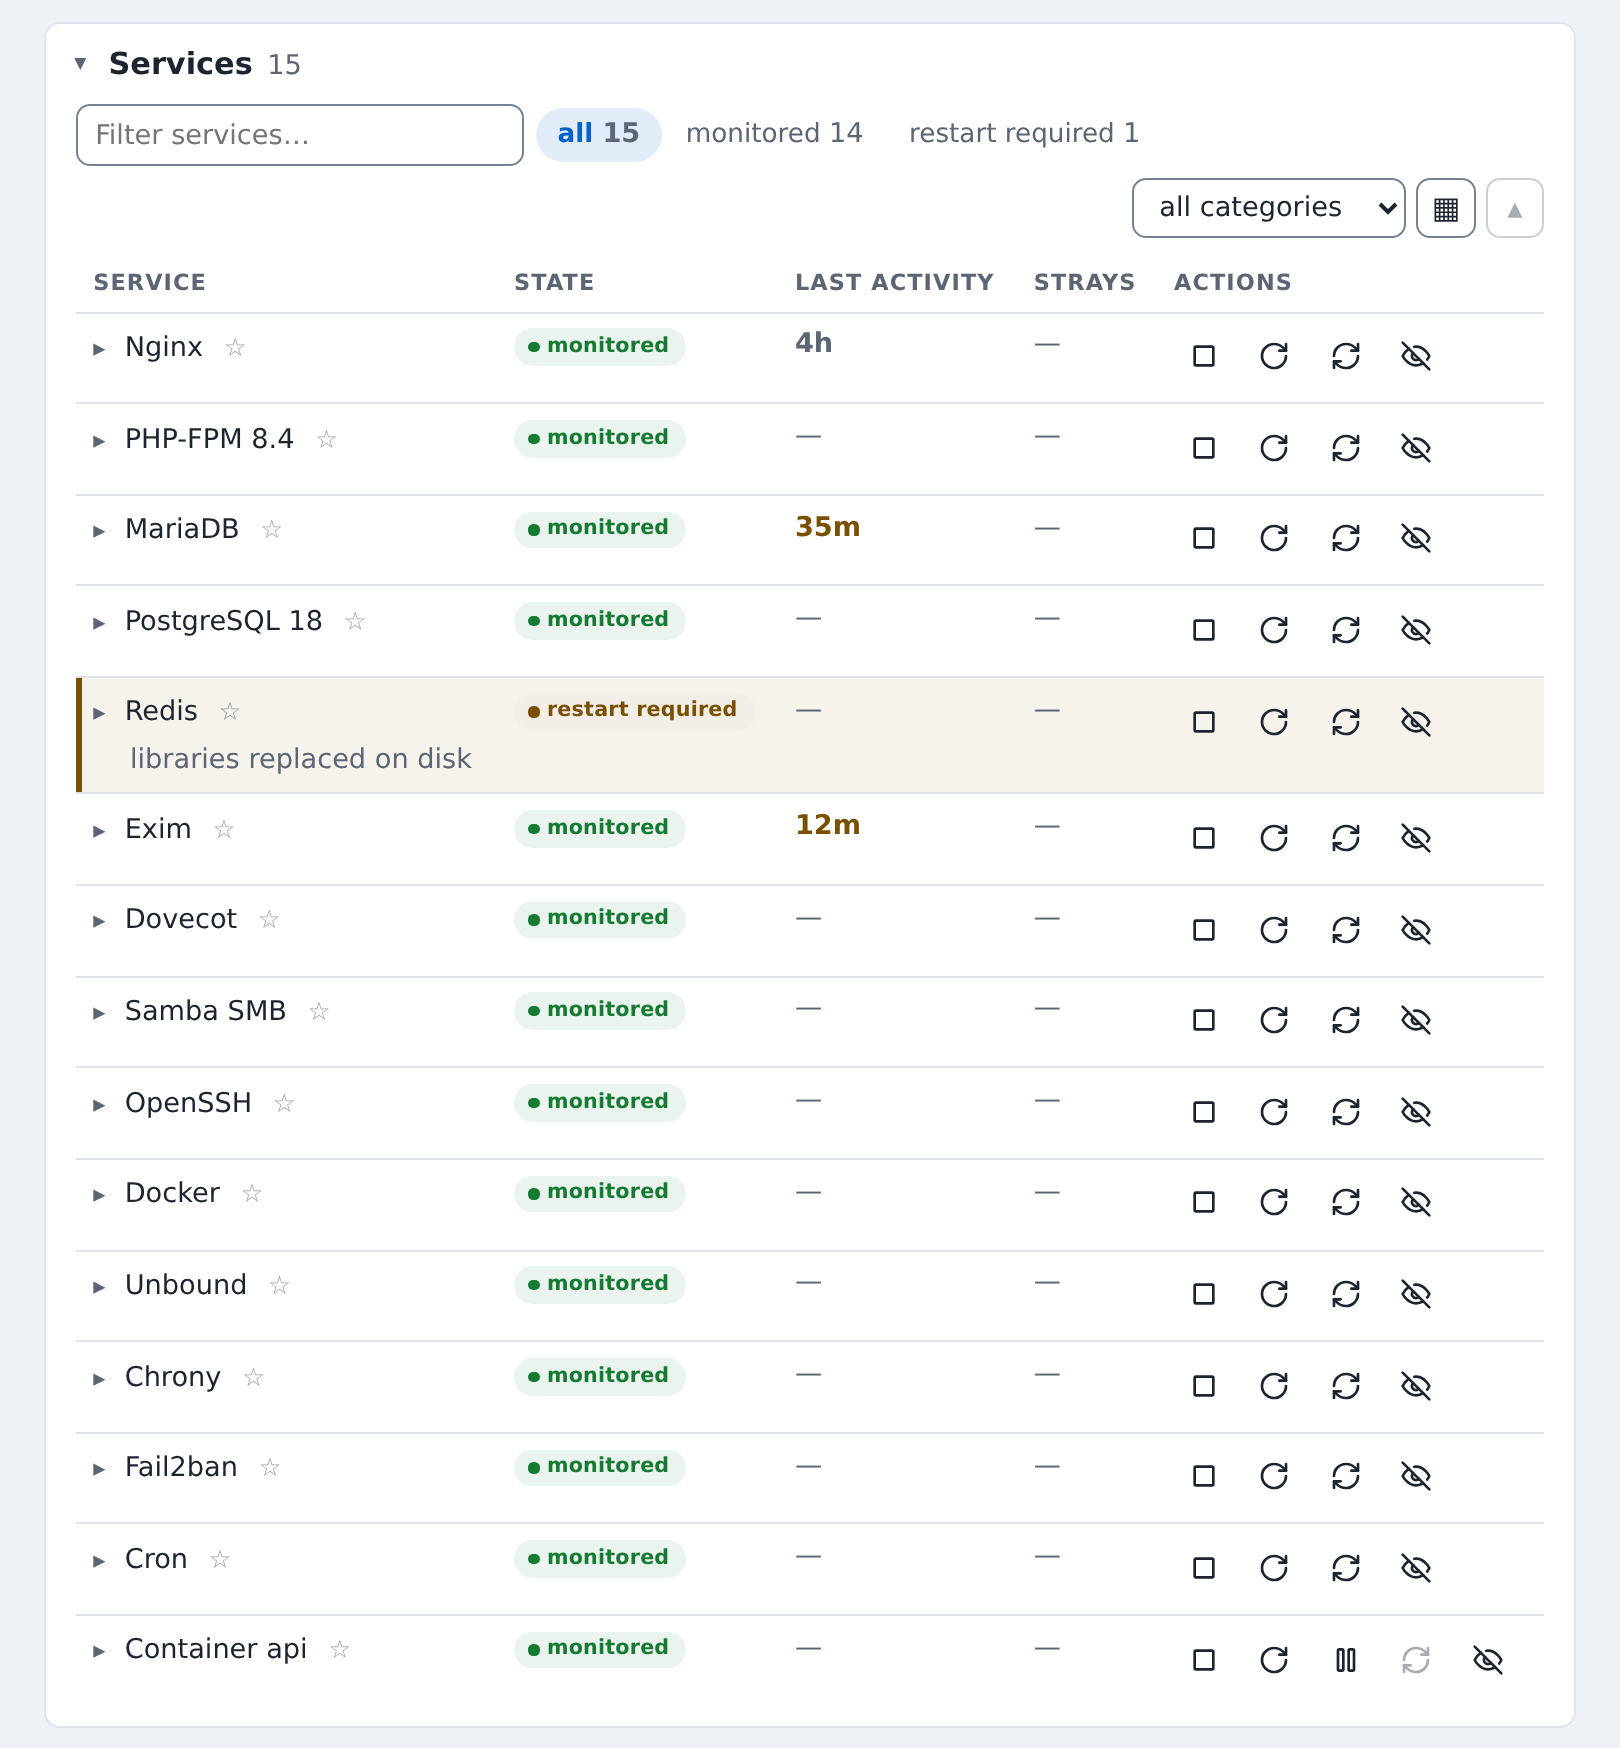 Services 15
Filter services...
all 15 monitored 14 restart required 1
all categories
SERVICE STATE LAST ACTIVITY STRAYS ACTIONS
Nginx monitored 4h —
PHP-FPM 8.4 monitored — —
MariaDB monitored 35m —
PostgreSQL 18 monitored — —
Redis restart required — —
libraries replaced on disk
Exim monitored 12m —
Dovecot monitored — —
Samba SMB monitored — —
OpenSSH monitored — —
Docker monitored — —
Unbound monitored — —
Chrony monitored — —
Fail2ban monitored — —
Cron monitored — —
Container api monitored — —